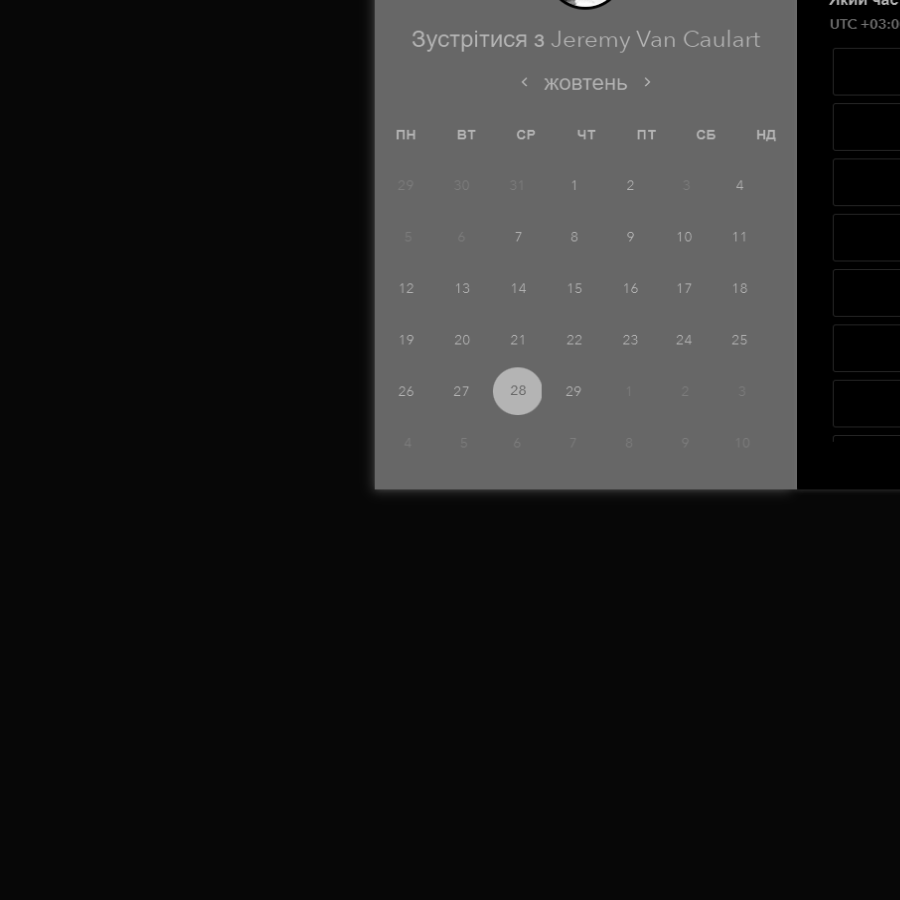 Який час
UTC +03:0
Зустрітися з Jeremy Van Caulart
‹ жовтень ›
ПН ВТ СР ЧТ ПТ СБ НД
29 30 31 1 2 3 4
5 6 7 8 9 10 11
12 13 14 15 16 17 18
19 20 21 22 23 24 25
26 27 28 29 1 2 3
4 5 6 7 8 9 10